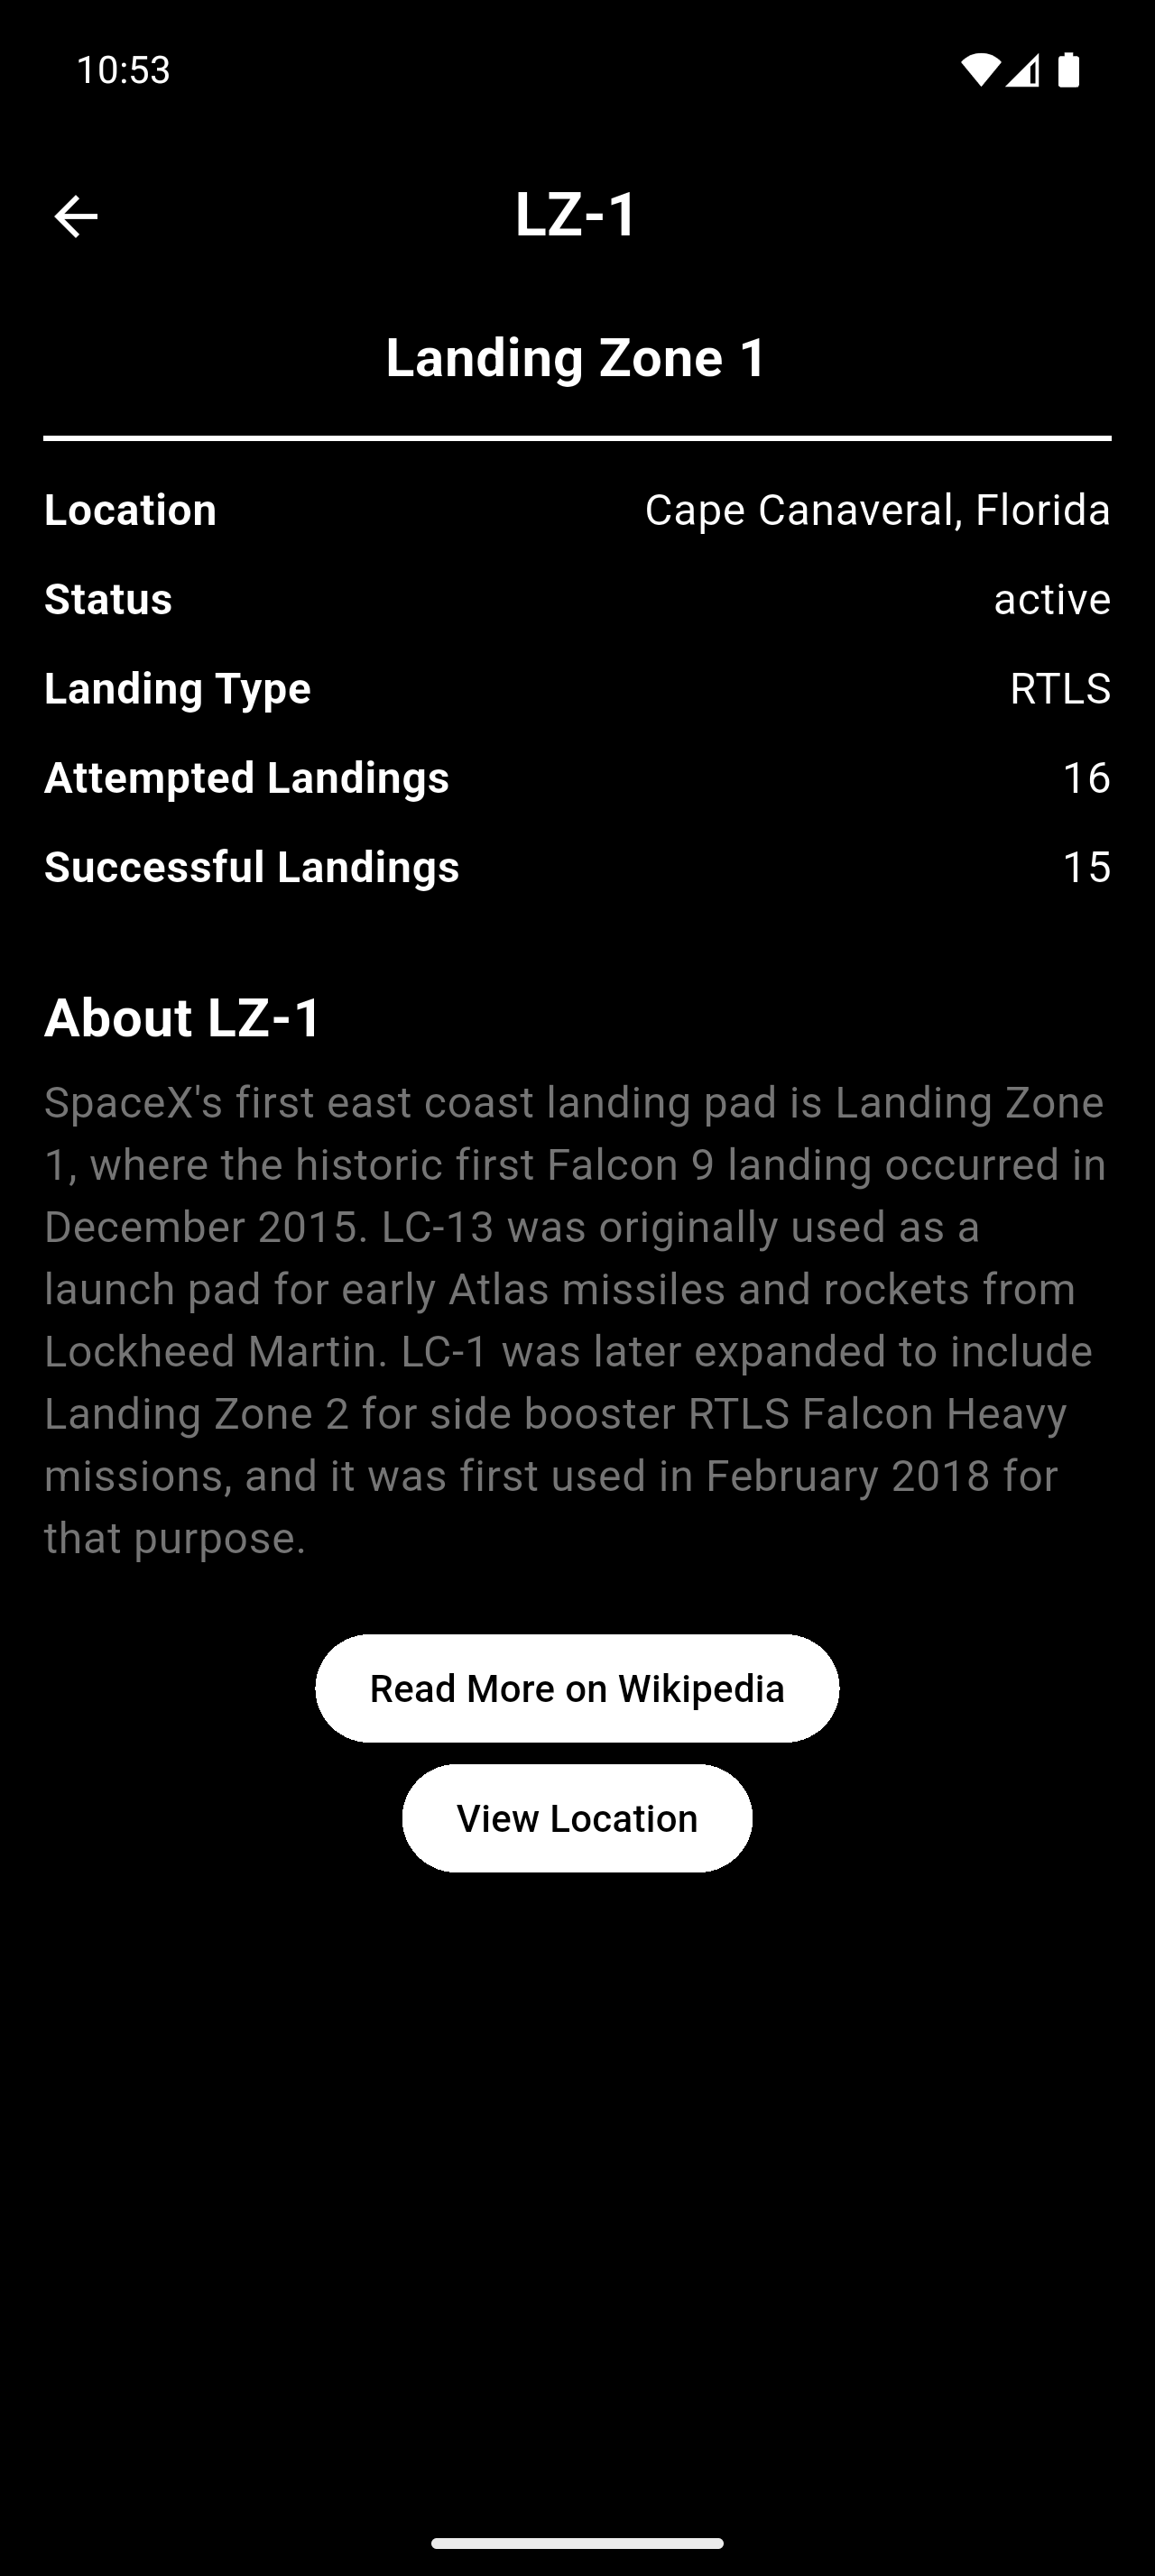 10:53
LZ-1
Landing Zone 1
Location Cape Canaveral, Florida
Status active
Landing Type RTLS
Attempted Landings 16
Successful Landings 15
About LZ-1
SpaceX's first east coast landing pad is Landing Zone
1, where the historic first Falcon 9 landing occurred in
December 2015. LC-13 was originally used as a
launch pad for early Atlas missiles and rockets from
Lockheed Martin. LC-1 was later expanded to include
Landing Zone 2 for side booster RTLS Falcon Heavy
missions, and it was first used in February 2018 for
that purpose.
Read More on Wikipedia
View Location